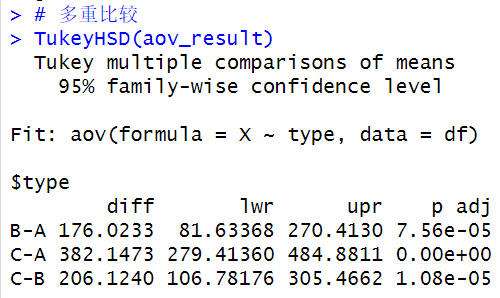 > # 多重比较
> TukeyHSD(aov_result)
  Tukey multiple comparisons of means
    95% family-wise confidence level

Fit: aov(formula = X ~ type, data = df)

$type
        diff       lwr      upr    p adj
B-A 176.0233  81.63368 270.4130 7.56e-05
C-A 382.1473 279.41360 484.8811 0.00e+00
C-B 206.1240 106.78176 305.4662 1.08e-05